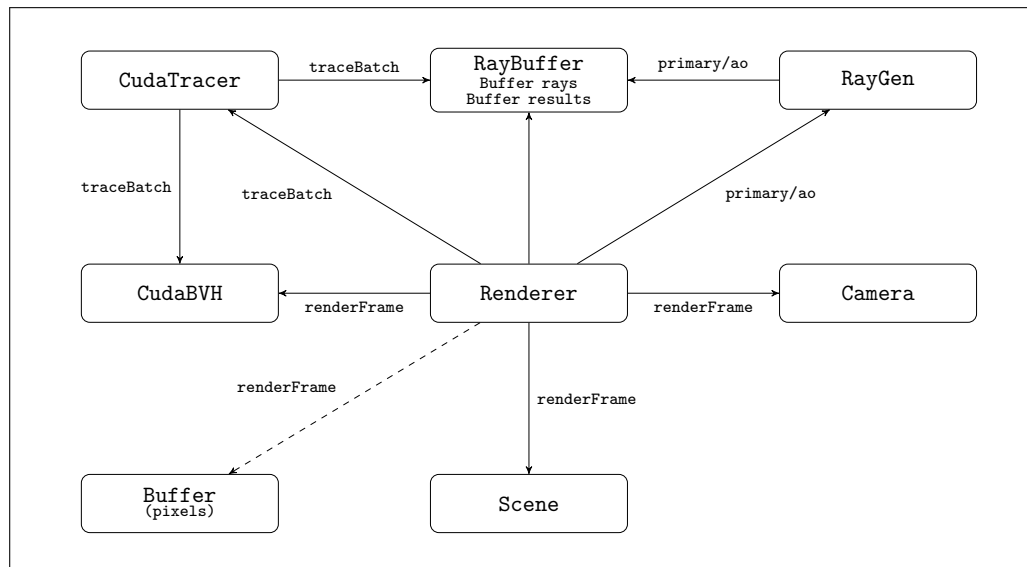 CudaTracer
traceBatch
RayBuffer
Buffer rays
Buffer results
primary/ao
RayGen
traceBatch
traceBatch
primary/ao
CudaBVH
renderFrame
Renderer
renderFrame
Camera
renderFrame
renderFrame
Buffer
(pixels)
Scene